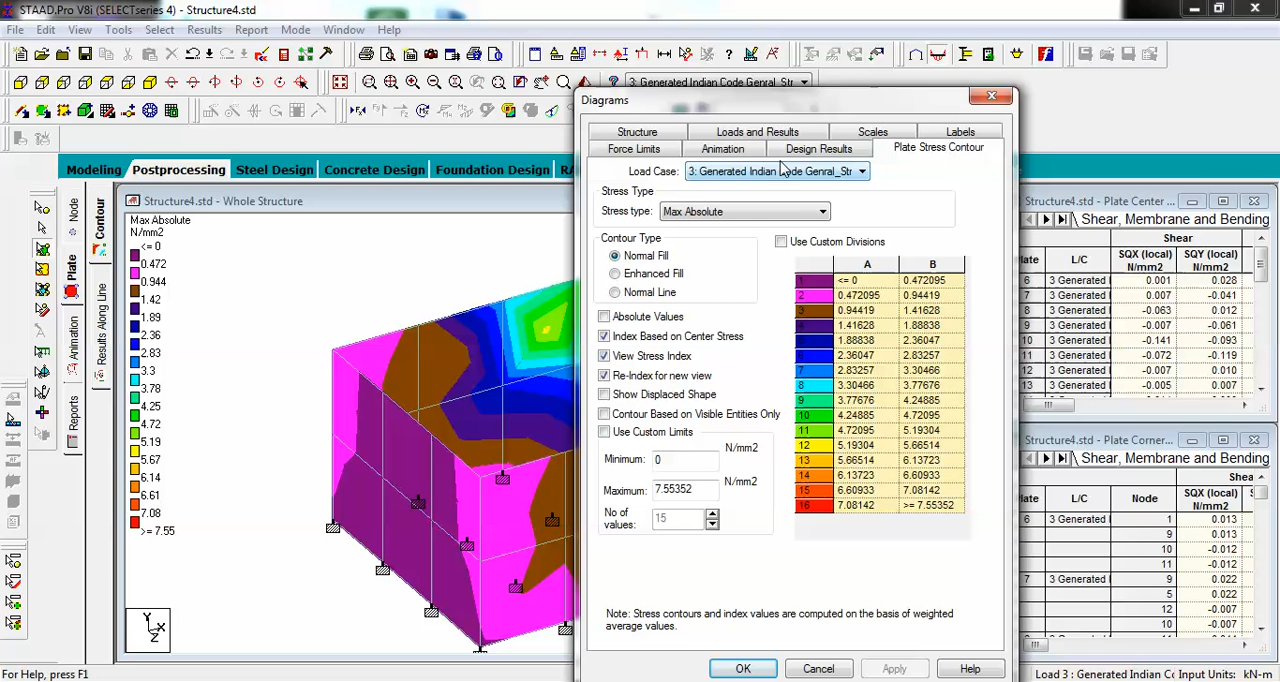 STAAD.Pro V8i (SELECTseries 4) - Structure4.std
File Edit View Tools Select Results Report Mode Window Help
3: Generated Indian Code Genral_Str
Modeling Postprocessing Steel Design Concrete Design Foundation Design RA
Node
Plate
Animation
Reports
Contour
Results Along Line
Structure4.std - Whole Structure
Max Absolute
N/mm2
<= 0
0.472
0.944
1.42
1.89
2.36
2.83
3.3
3.78
4.25
4.72
5.19
5.67
6.14
6.61
7.08
>= 7.55
Y
X
Z
Diagrams
Structure Loads and Results Scales Labels
Force Limits Animation Design Results Plate Stress Contour
Load Case: 3: Generated Indian Code Genral_Str
Stress Type
Stress type: Max Absolute
Contour Type
Normal Fill
Enhanced Fill
Normal Line
Use Custom Divisions
Absolute Values
Index Based on Center Stress
View Stress Index
Re-Index for new view
Show Displaced Shape
Contour Based on Visible Entities Only
Use Custom Limits
Minimum: 0 N/mm2
Maximum: 7.55352 N/mm2
No of values: 15
A B
1 <= 0 0.472095
2 0.472095 0.94419
3 0.94419 1.41628
4 1.41628 1.88838
5 1.88838 2.36047
6 2.36047 2.83257
7 2.83257 3.30466
8 3.30466 3.77676
9 3.77676 4.24885
10 4.24885 4.72095
11 4.72095 5.19304
12 5.19304 5.66514
13 5.66514 6.13723
14 6.13723 6.60933
15 6.60933 7.08142
16 7.08142 >= 7.55352
Note: Stress contours and index values are computed on the basis of weighted
average values.
OK Cancel Apply Help
Structure4.std - Plate Center
Shear, Membrane and Bending
Shear
Plate L/C SQX (local) N/mm2 SQY (local) N/mm2
6 3 Generated I 0.001 0.028
7 3 Generated I 0.007 -0.041
8 3 Generated I -0.063 0.012
9 3 Generated I -0.007 -0.061
10 3 Generated I -0.141 -0.093
11 3 Generated I -0.072 -0.119
12 3 Generated I -0.070 0.010
13 3 Generated I -0.005 0.007
Structure4.std - Plate Corner
Shear, Membrane and Bending
Shear
Plate L/C Node SQX (local) N/mm2
6 3 Generated I 1 0.013
9 0.013
10 -0.012
11 -0.012
7 3 Generated I 9 0.022
5 0.022
12 -0.007
10 -0.007
For Help, press F1
Load 3 : Generated Indian Cc Input Units: kN-m